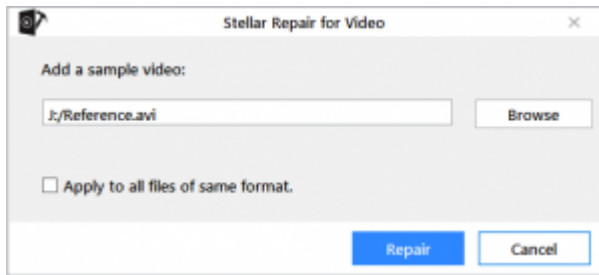 Stellar Repair for Video
Add a sample video:
J:/Reference.avi
Browse
Apply to all files of same format.
Repair
Cancel